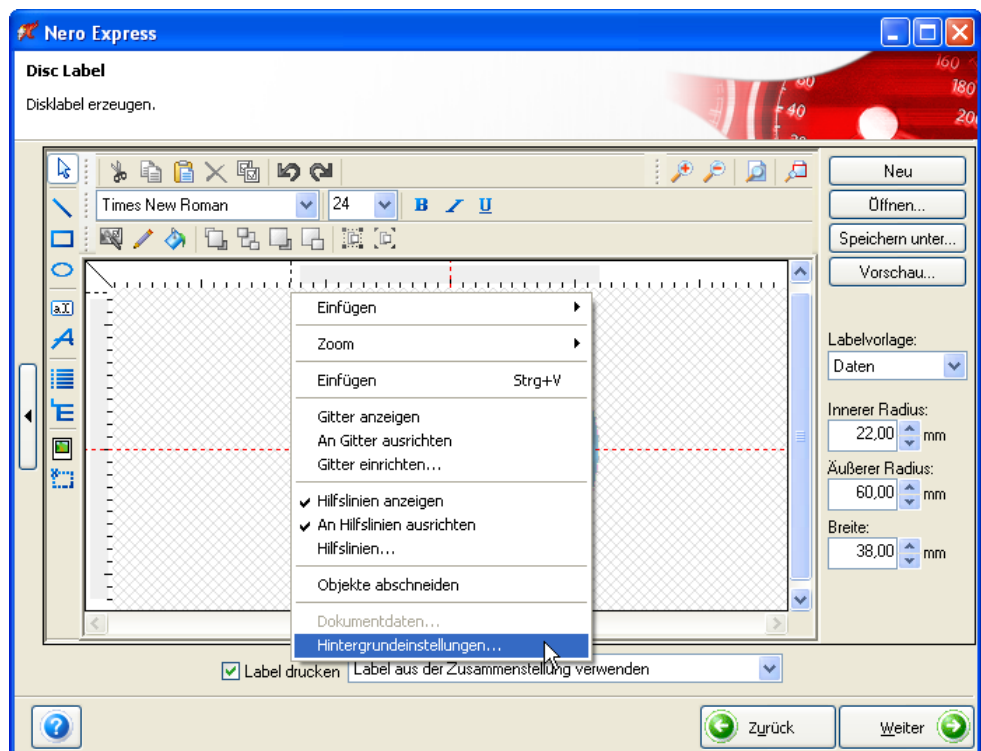 Nero Express
Disc Label
Disklabel erzeugen.
160
180
200
60
40
20
Neu
Times New Roman
24
B
I
U
Öffnen...
Speichern unter...
Vorschau...
a
A
Einfügen
Zoom
Einfügen Strg+V
Gitter anzeigen
An Gitter ausrichten
Gitter einrichten...
Hilfslinien anzeigen
An Hilfslinien ausrichten
Hilfslinien...
Objekte abschneiden
Dokumentdaten...
Hintergrundeinstellungen...
Labelvorlage:
Daten
Innerer Radius:
22,00 mm
Äußerer Radius:
60,00 mm
Breite:
38,00 mm
Label drucken
Label aus der Zusammenstellung verwenden
?
Zurück
Weiter